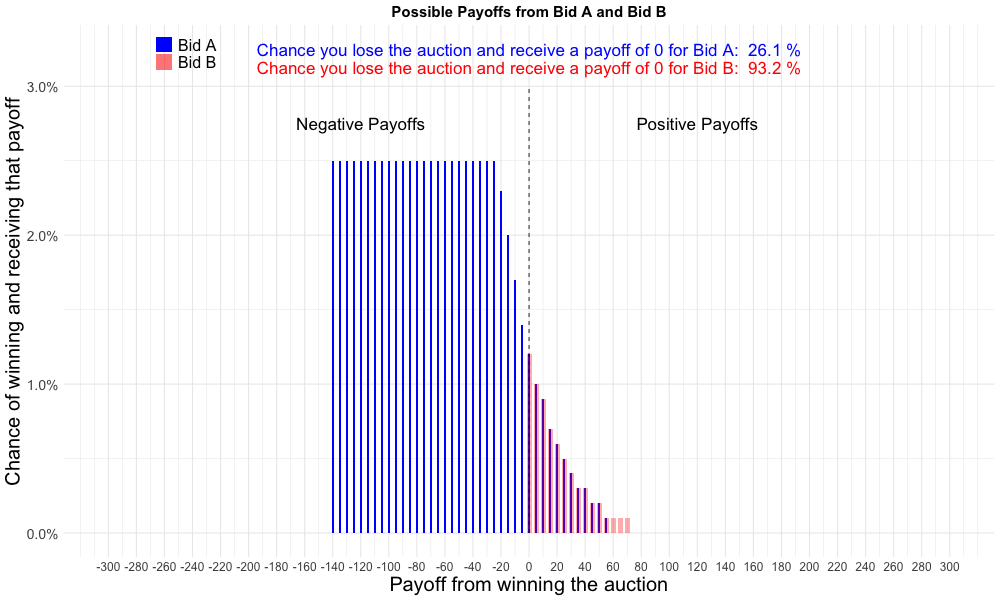 Possible Payoffs from Bid A and Bid B
Bid A
Bid B
Chance you lose the auction and receive a payoff of 0 for Bid A:  26.1 %
Chance you lose the auction and receive a payoff of 0 for Bid B:  93.2 %
Negative Payoffs
Positive Payoffs
Chance of winning and receiving that payoff
3.0%
2.0%
1.0%
0.0%
-300 -280 -260 -240 -220 -200 -180 -160 -140 -120 -100 -80 -60 -40 -20 0 20 40 60 80 100 120 140 160 180 200 220 240 260 280 300
Payoff from winning the auction